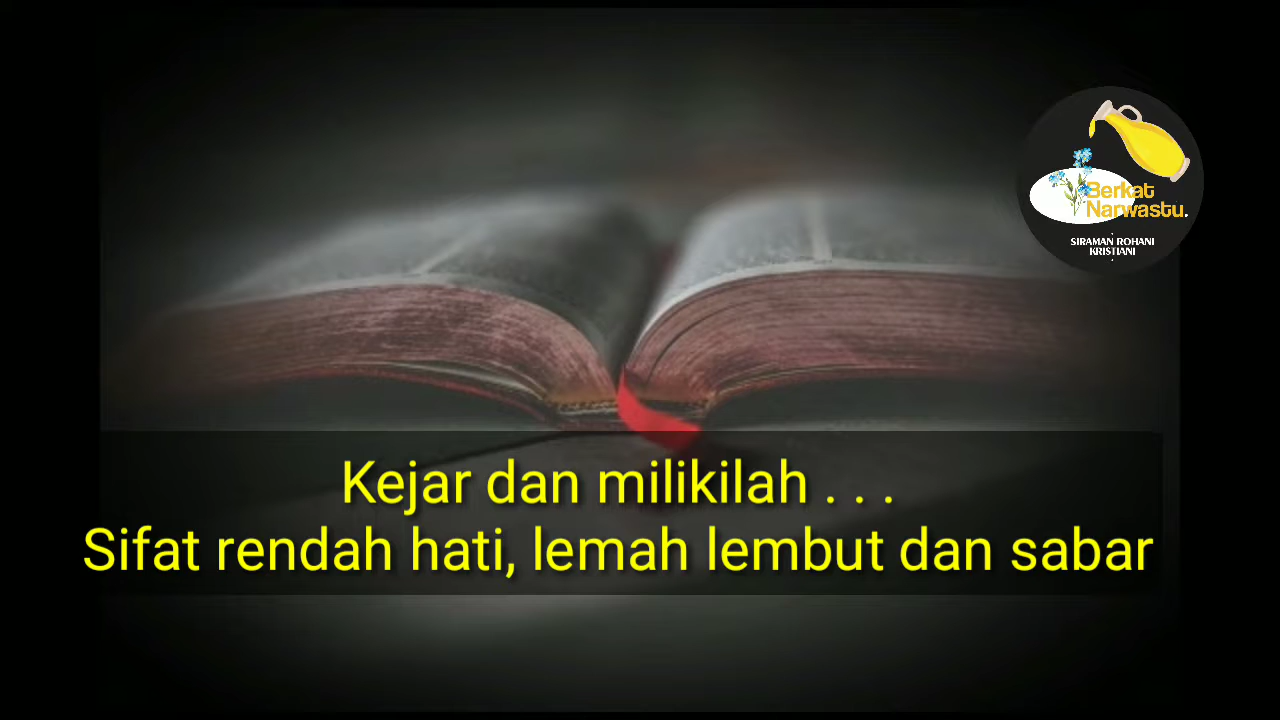 Berkat
Narwastu.
SIRAMAN ROHANI
KRISTIANI
Kejar dan milikilah . . .
Sifat rendah hati, lemah lembut dan sabar